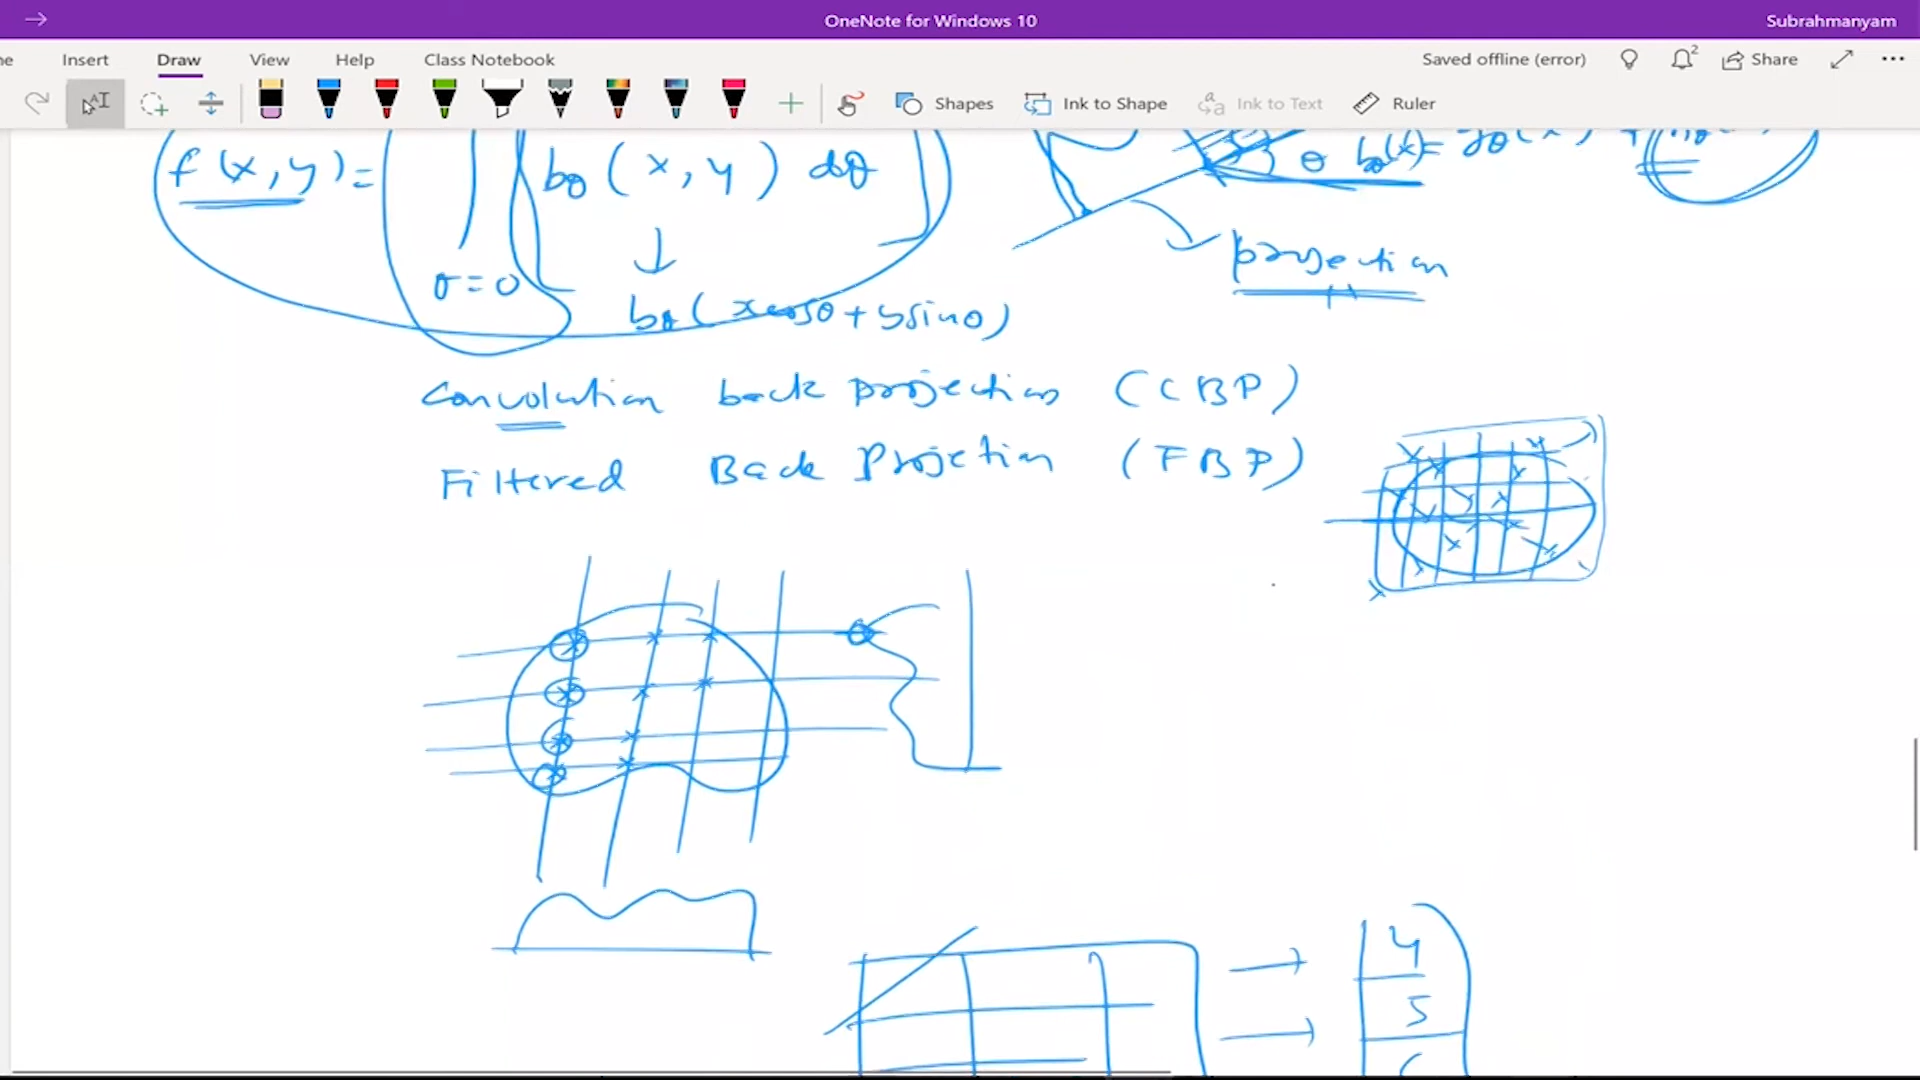 OneNote for Windows 10
Subrahmanyam
Insert Draw View Help Class Notebook
Saved offline (error)
2
Share
Shapes Ink to Shape Ink to Text Ruler
f(x,y)= ∫ bθ(x,y) dθ
θ bθ(x)=
θ=0
projection
bθ(xcosθ+ysinθ)
Convolution back projection (CBP)
Filtered Back Projection (FBP)
4
5